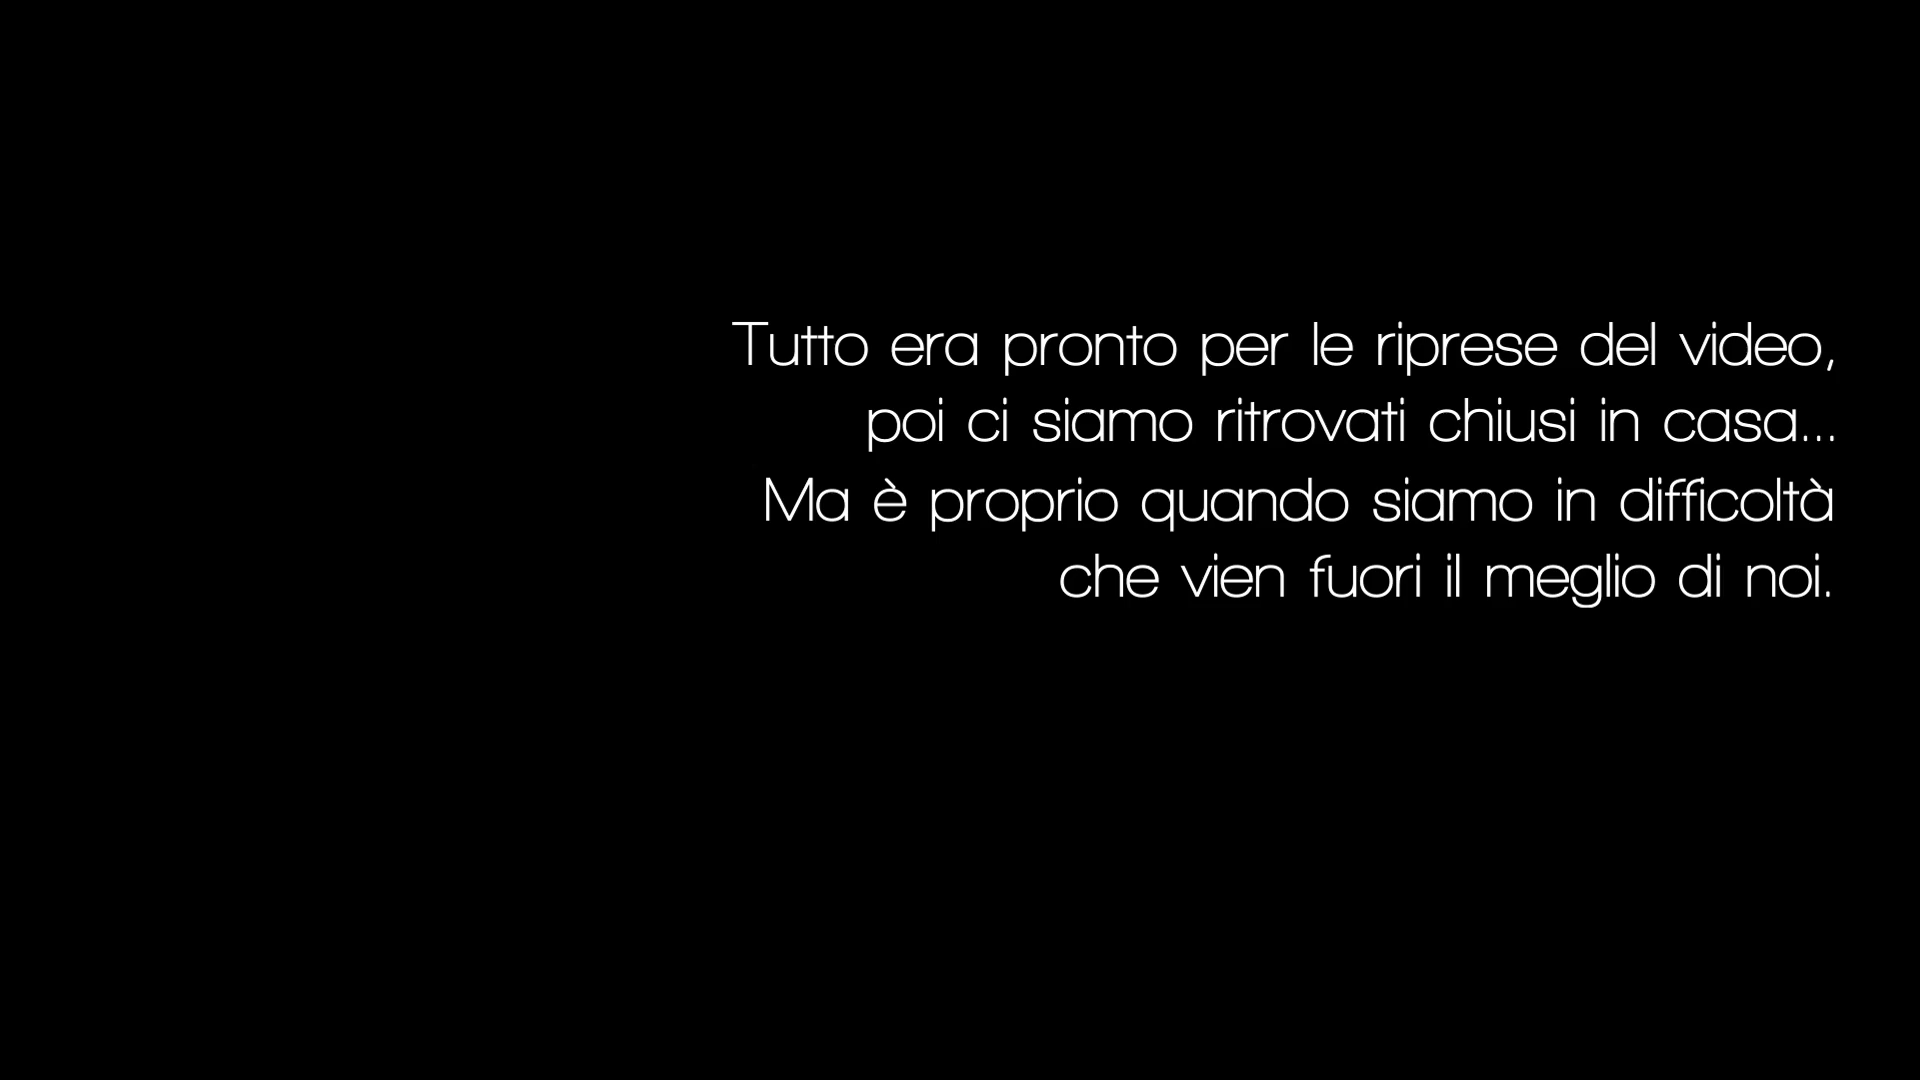 Tutto era pronto per le riprese del video,
poi ci siamo ritrovati chiusi in casa...
Ma è proprio quando siamo in difficoltà
che vien fuori il meglio di noi.